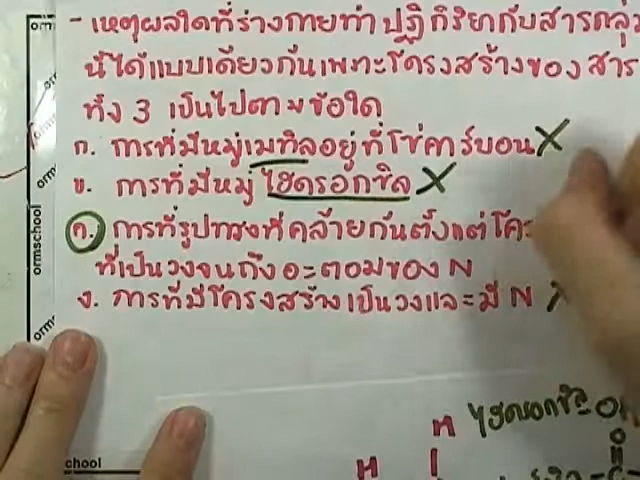 - เหตุผลใดที่ร่างกายทำปฏิกิริยากับสารกลุ่ม
นี้ได้แบบเดียวกันเพราะโครงสร้างของสาร
ทั้ง 3 เป็นไปตามข้อใด
ก. การที่มีหมู่เมทิลอยู่ที่โซ่คาร์บอน X
ข. การที่มีหมู่ ไฮดรอกซิล X
ค. การที่รูปทรงที่คล้ายกันตั้งแต่
ที่เป็นวงจนถึงอะตอมของ N
ง. การที่มีโครงสร้างเป็นวงและมี N
ormschool
chool
H ไฮดรอกซิล
H